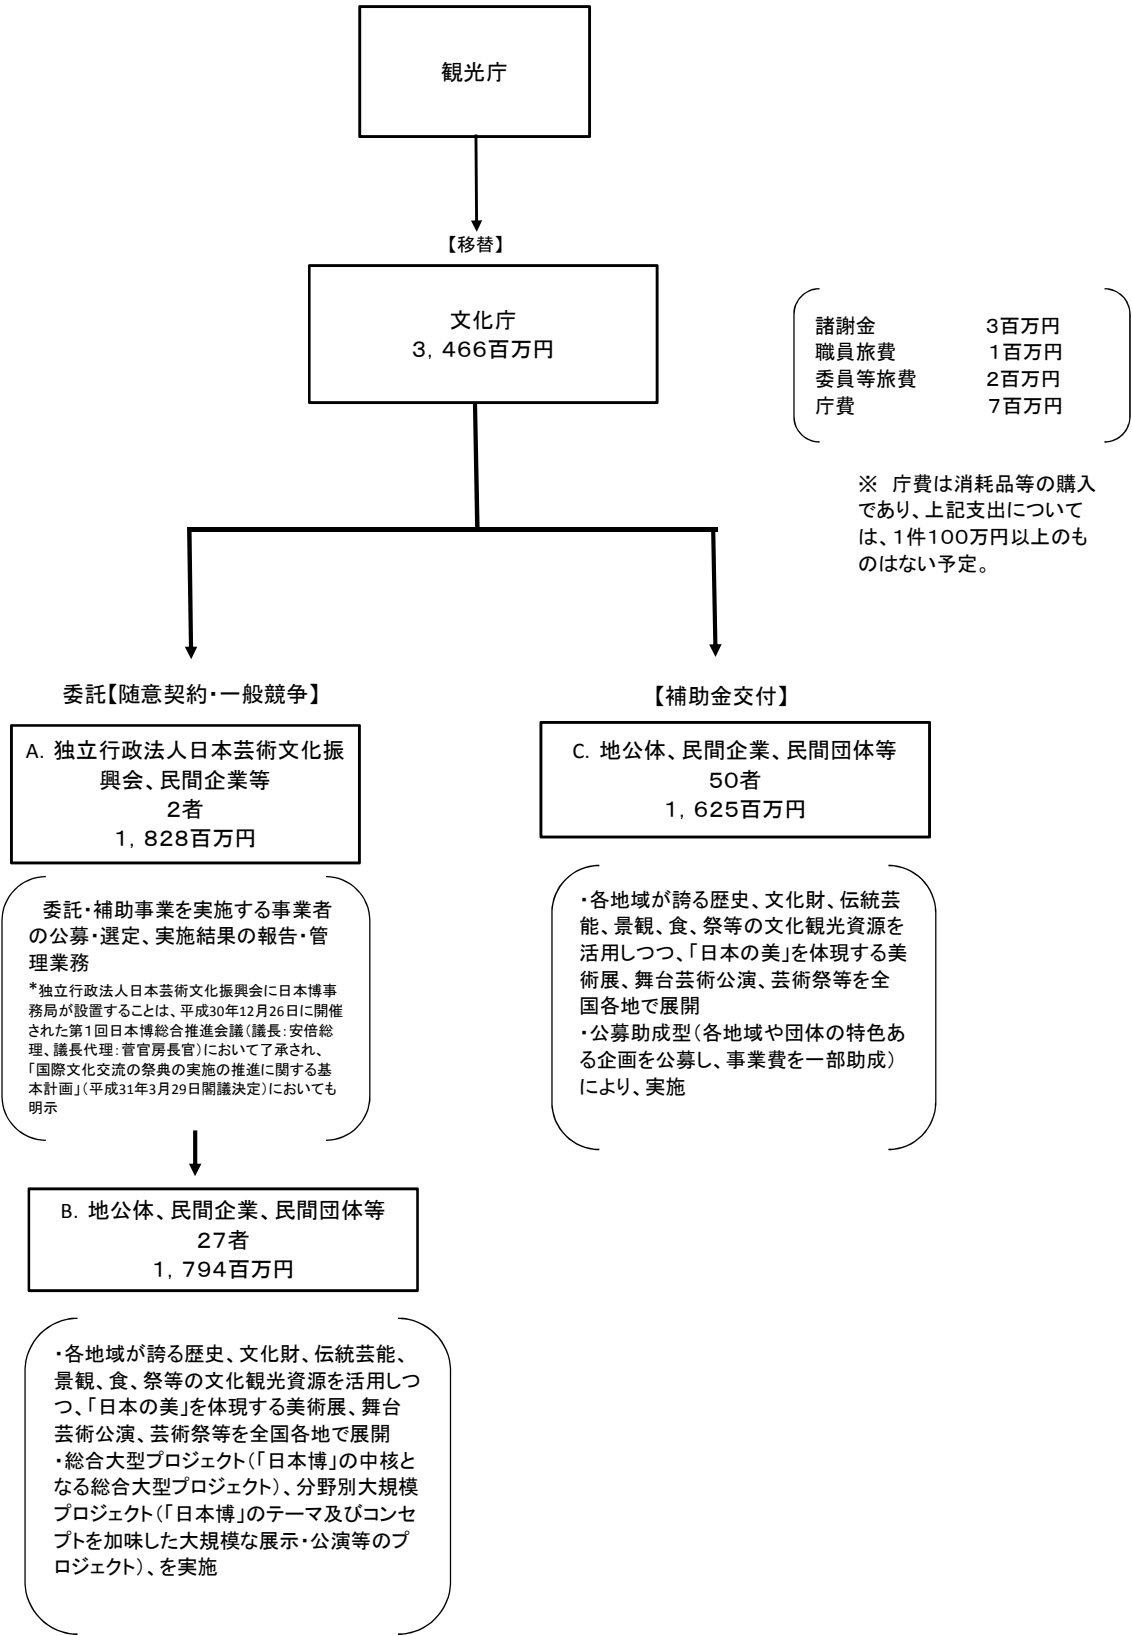 観光庁
【移替】
文化庁
3,466百万円
諸謝金 3百万円
職員旅費 1百万円
委員等旅費 2百万円
庁費 7百万円
※ 庁費は消耗品等の購入
であり、上記支出について
は、1件100万円以上のも
のはない予定。
委託【随意契約・一般競争】
A. 独立行政法人日本芸術文化振
興会、民間企業等
2者
1,828百万円
委託・補助事業を実施する事業者
の公募・選定、実施結果の報告・管
理業務
*独立行政法人日本芸術文化振興会に日本博事
務局が設置することは、平成30年12月26日に開催
された第1回日本博総合推進会議(議長:安倍総
理、議長代理:菅官房長官)において了承され、
「国際文化交流の祭典の実施の推進に関する基
本計画」(平成31年3月29日閣議決定)においても
明示
B. 地公体、民間企業、民間団体等
27者
1,794百万円
・各地域が誇る歴史、文化財、伝統芸能、
景観、食、祭等の文化観光資源を活用しつ
つ、「日本の美」を体現する美術展、舞台
芸術公演、芸術祭等を全国各地で展開
・総合大型プロジェクト(「日本博」の中核と
なる総合大型プロジェクト)、分野別大規模
プロジェクト(「日本博」のテーマ及びコンセ
プトを加味した大規模な展示・公演等のプ
ロジェクト)、を実施
【補助金交付】
C. 地公体、民間企業、民間団体等
50者
1,625百万円
・各地域が誇る歴史、文化財、伝統芸
能、景観、食、祭等の文化観光資源を
活用しつつ、「日本の美」を体現する美
術展、舞台芸術公演、芸術祭等を全
国各地で展開
・公募助成型(各地域や団体の特色あ
る企画を公募し、事業費を一部助成)
により、実施